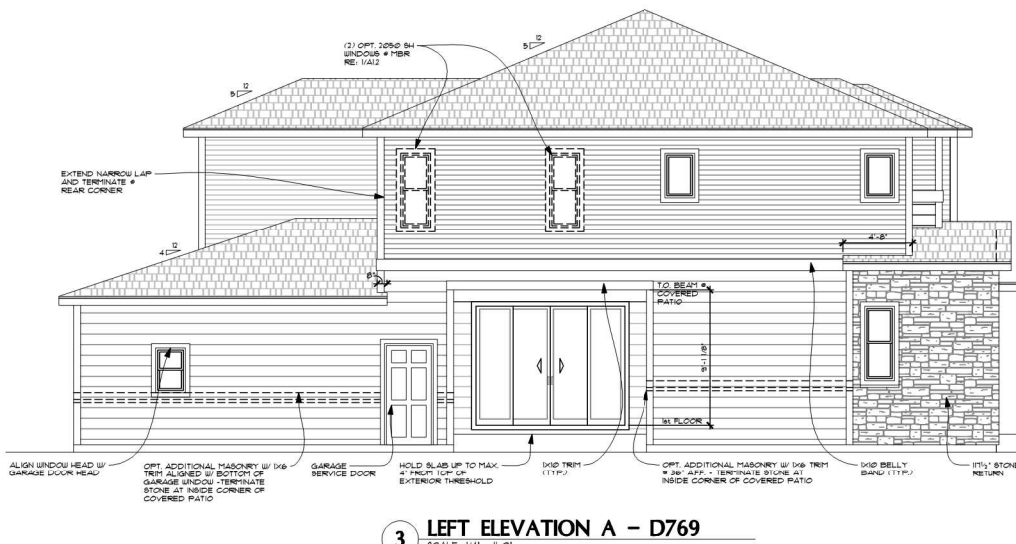 (2) OPT. 2050 SH
WINDOWS @ MBR
RE: 1/A1.2
12
5
12
5
EXTEND NARROW LAP
AND TERMINATE @
REAR CORNER
12
4
4'-8"
8"
T.O. BEAM @
COVERED
PATIO
1st FLOOR
ALIGN WINDOW HEAD W/
GARAGE DOOR HEAD
OPT. ADDITIONAL MASONRY W/ 1X6
TRIM ALIGNED W/ BOTTOM OF
GARAGE WINDOW - TERMINATE
STONE AT INSIDE CORNER OF
COVERED PATIO
GARAGE
SERVICE DOOR
HOLD SLAB UP TO MAX.
4" FROM TOP OF
EXTERIOR THRESHOLD
1X10 TRIM
(TYP.)
OPT. ADDITIONAL MASONRY W/ 1X6 TRIM
@ 36" AFF. - TERMINATE STONE AT
INSIDE CORNER OF COVERED PATIO
1X10 BELLY
BAND (TYP.)
STONE
RETURN
3
LEFT ELEVATION A - D769